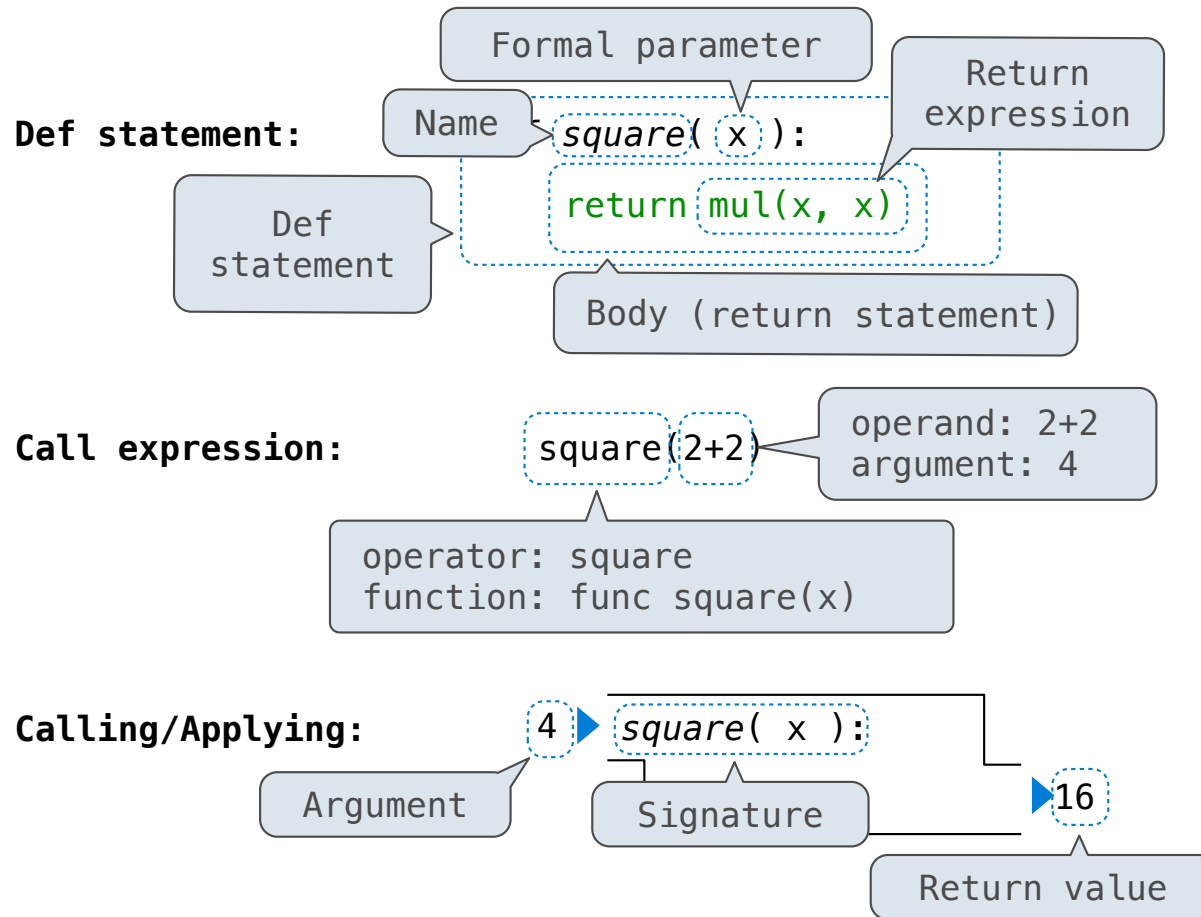 Formal parameter
Return
expression
Name
Def statement:
square( x ):
return mul(x, x)
Def
statement
Body (return statement)
Call expression:
square(2+2)
operand: 2+2
argument: 4
operator: square
function: func square(x)
Calling/Applying:
4
square( x ):
Argument
Signature
16
Return value